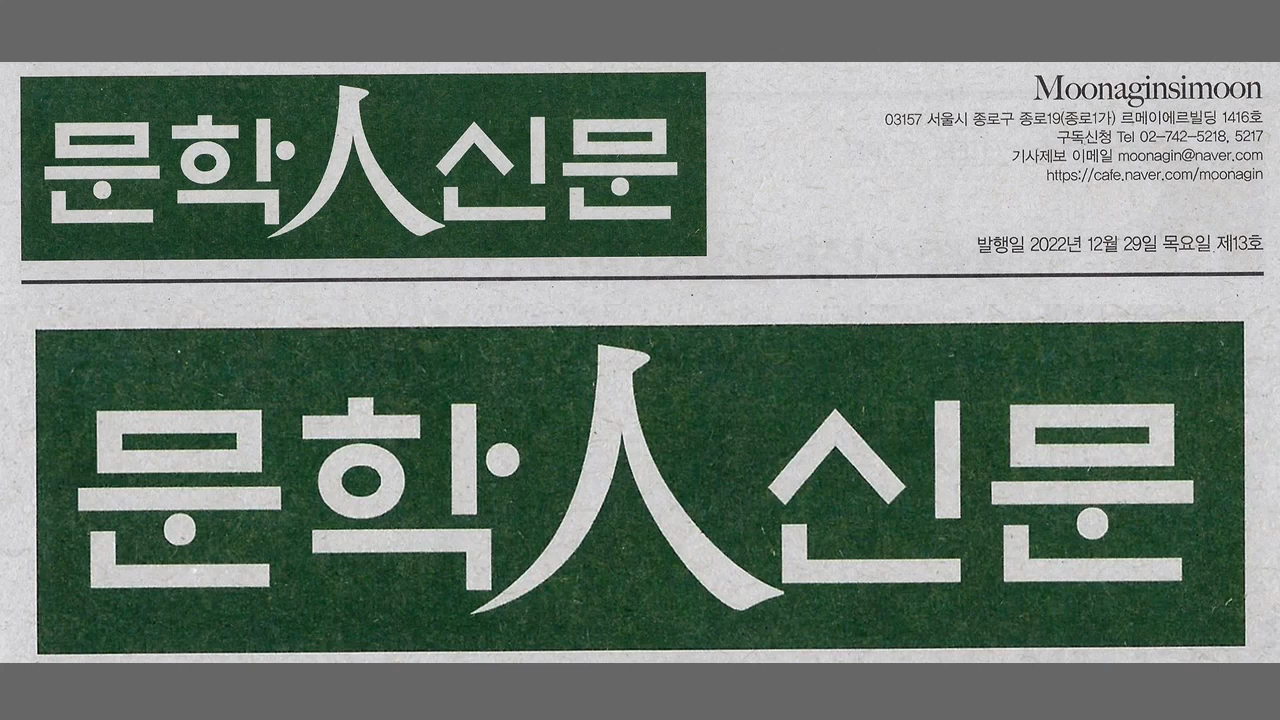 문학人신문
Moonaginsimoon
03157 서울시 종로구 종로19(종로1가) 르메이에르빌딩 1416호
구독신청 Tel 02-742-5218, 5217
기사제보 이메일 moonagin@naver.com
https://cafe.naver.com/moonagin
발행일 2022년 12월 29일 목요일 제13호
문학人신문